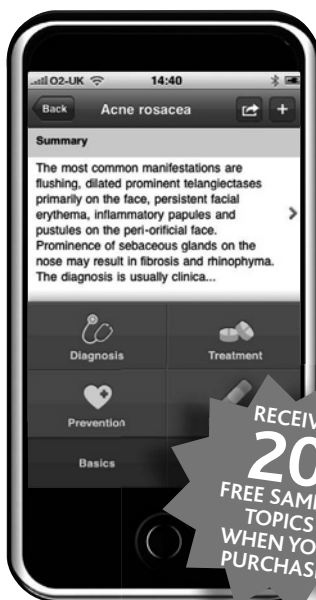 O2-UK 14:40
Back Acne rosacea +
Summary
The most common manifestations are
flushing, dilated prominent telangiectases
primarily on the face, persistent facial
erythema, inflammatory papules and
pustules on the peri-orificial face.
Prominence of sebaceous glands on the
nose may result in fibrosis and rhinophyma.
The diagnosis is usually clinica...
Diagnosis Treatment
Prevention
Basics
RECEIV
20
FREE SAM
TOPICS
WHEN YO
PURCHAS